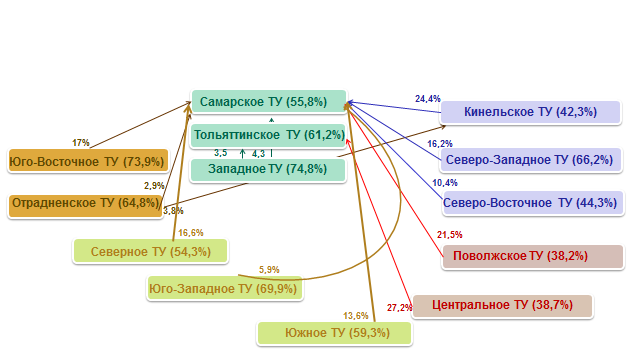 Самарское ТУ (55,8%)
24,4%
Кинельское ТУ (42,3%)
Тольятинское ТУ (61,2%)
17%
3,5
4,3
16,2%
Юго-Восточное ТУ (73,9%)
Западное ТУ (74,8%)
Северо-Западное ТУ (66,2%)
2,9%
10,4%
Отрадненское ТУ (64,8%)
3,8%
Северо-Восточное ТУ (44,3%)
16,6%
21,5%
Северное ТУ (54,3%)
Поволжское ТУ (38,2%)
5,9%
Юго-Западное ТУ (69,9%)
13,6%
27,2%
Центральное ТУ (38,7%)
Южное ТУ (59,3%)